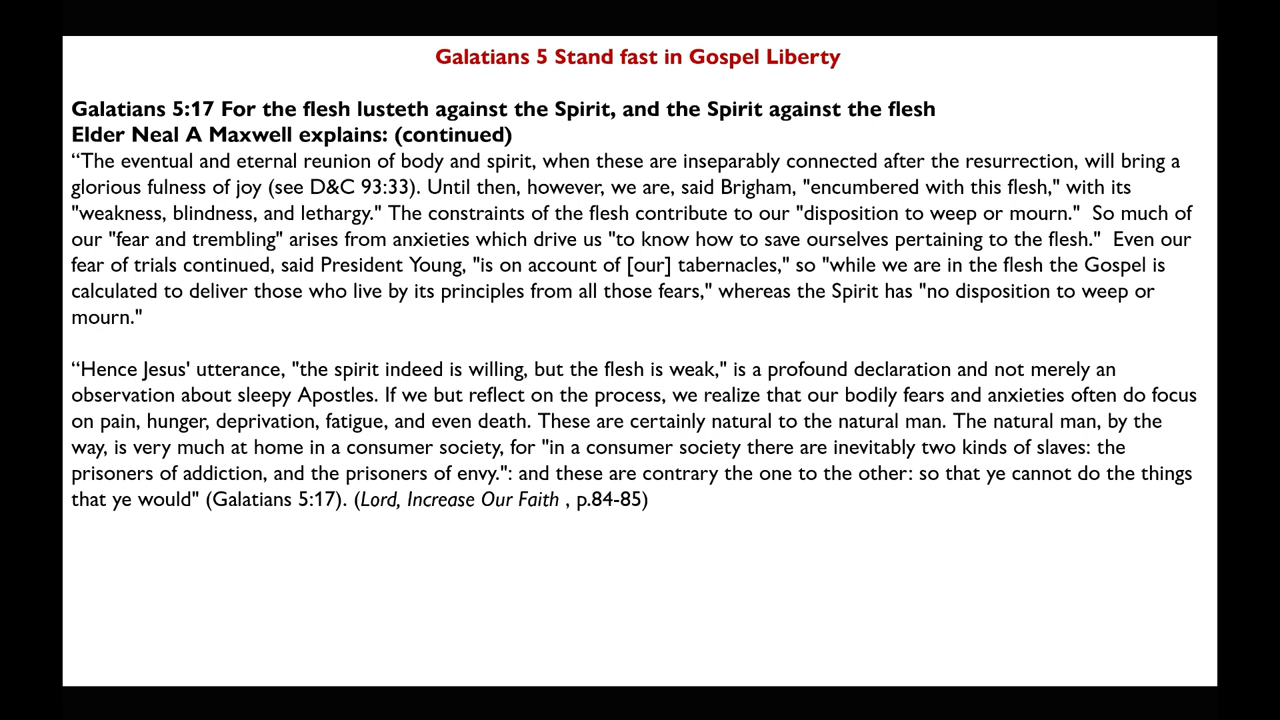 Galatians 5 Stand fast in Gospel Liberty
Galatians 5:17 For the flesh lusteth against the Spirit, and the Spirit against the flesh
Elder Neal A Maxwell explains: (continued)
“The eventual and eternal reunion of body and spirit, when these are inseparably connected after the resurrection, will bring a
glorious fulness of joy (see D&C 93:33). Until then, however, we are, said Brigham, "encumbered with this flesh," with its
"weakness, blindness, and lethargy." The constraints of the flesh contribute to our "disposition to weep or mourn."  So much of
our "fear and trembling" arises from anxieties which drive us "to know how to save ourselves pertaining to the flesh."  Even our
fear of trials continued, said President Young, "is on account of [our] tabernacles," so "while we are in the flesh the Gospel is
calculated to deliver those who live by its principles from all those fears," whereas the Spirit has "no disposition to weep or
mourn."
“Hence Jesus' utterance, "the spirit indeed is willing, but the flesh is weak," is a profound declaration and not merely an
observation about sleepy Apostles. If we but reflect on the process, we realize that our bodily fears and anxieties often do focus
on pain, hunger, deprivation, fatigue, and even death. These are certainly natural to the natural man. The natural man, by the
way, is very much at home in a consumer society, for "in a consumer society there are inevitably two kinds of slaves: the
prisoners of addiction, and the prisoners of envy.": and these are contrary the one to the other: so that ye cannot do the things
that ye would" (Galatians 5:17). (Lord, Increase Our Faith , p.84-85)